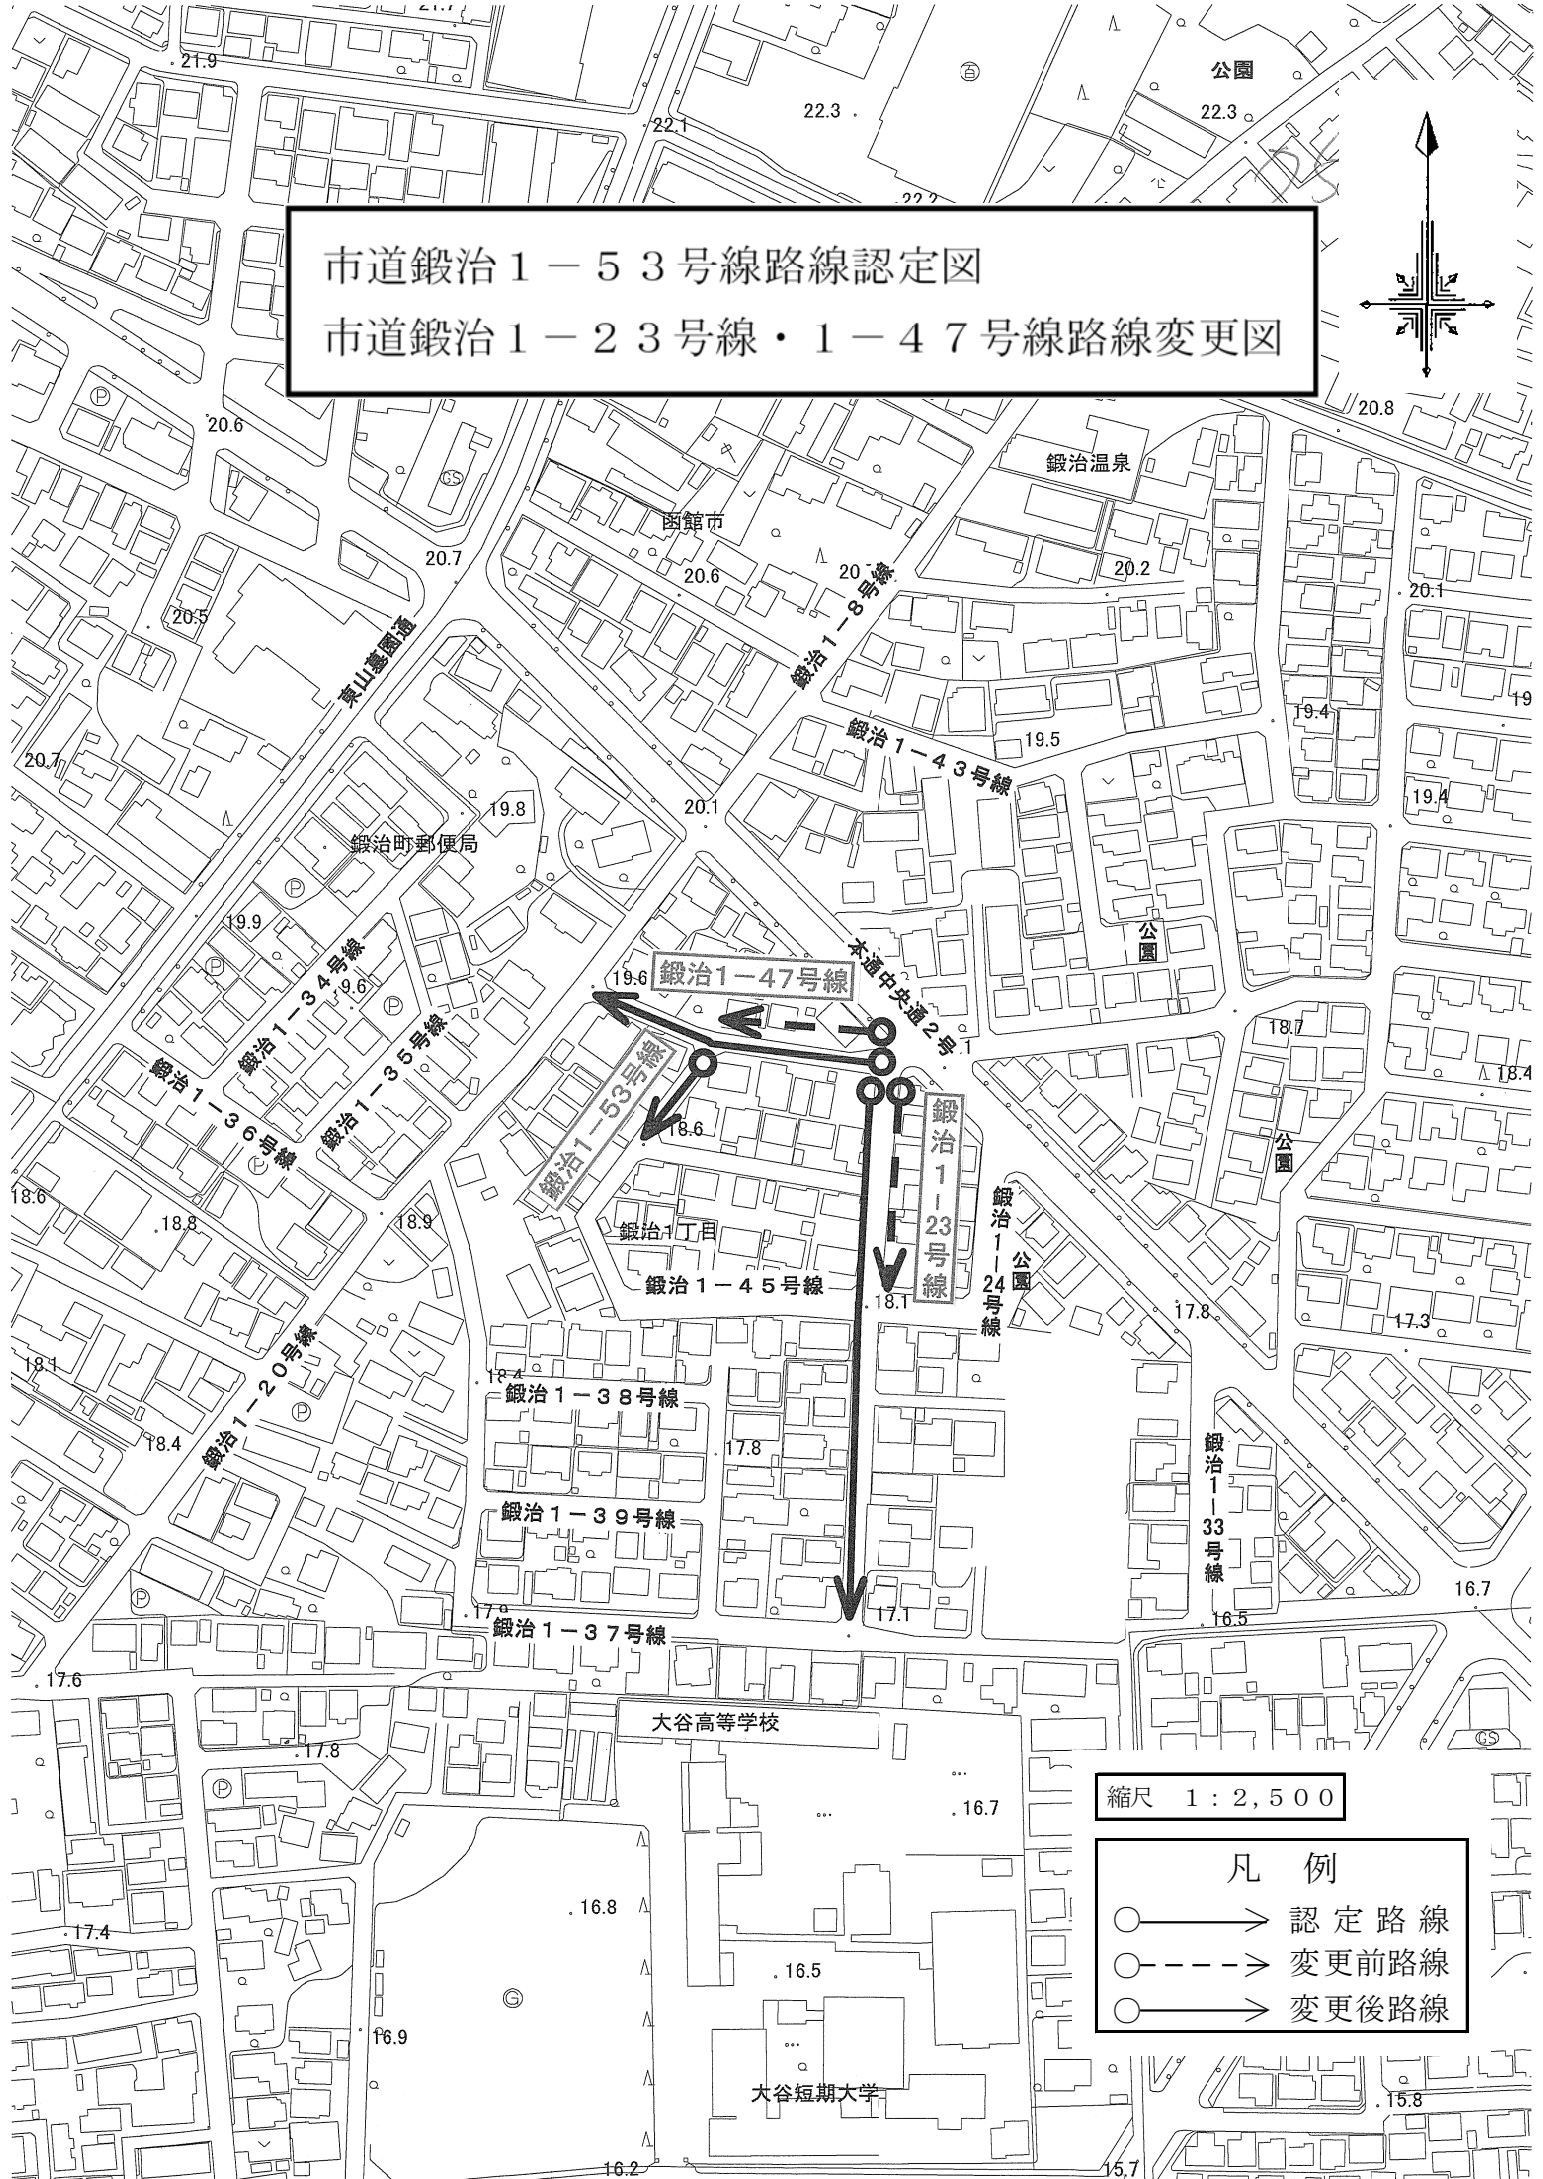 21.9
22.1
22.3
公園
22.3
百
市道鍛治１－５３号線路線認定図
市道鍛治１－２３号線・１－４７号線路線変更図
20.8
20.6
P
GS
鍛治温泉
函館市
20.7
20.6
20.2
20.1
20.5
鍛治１－８号線
東山墓園通
19.4
19.5
鍛治１－４３号線
20.7
19.8
20.1
19.4
鍛治町郵便局
P
19.9
P
P
鍛治１－３４号線
9.6
鍛治１－３５号線
19.6
鍛治１－47号線
本通中央通２号
公園
18.7
18.4
鍛治１－３６号線
P
鍛治１－53号線
18.6
鍛治１－23号線
公園
18.6
18.8
18.9
鍛治１丁目
鍛治１－24号線
公園
鍛治１－４５号線
18.1
17.8
17.3
18.1
鍛治１－２０号線
18.4
鍛治１－３８号線
P
18.4
17.8
鍛治１－33号線
鍛治１－３９号線
P
16.7
17.9
17.1
16.5
鍛治１－３７号線
17.6
大谷高等学校
17.8
GS
P
16.7
縮尺　１：２，５００
凡　例
認定路線
変更前路線
変更後路線
16.8
17.4
16.5
G
16.9
大谷短期大学
15.8
16.2
15.7